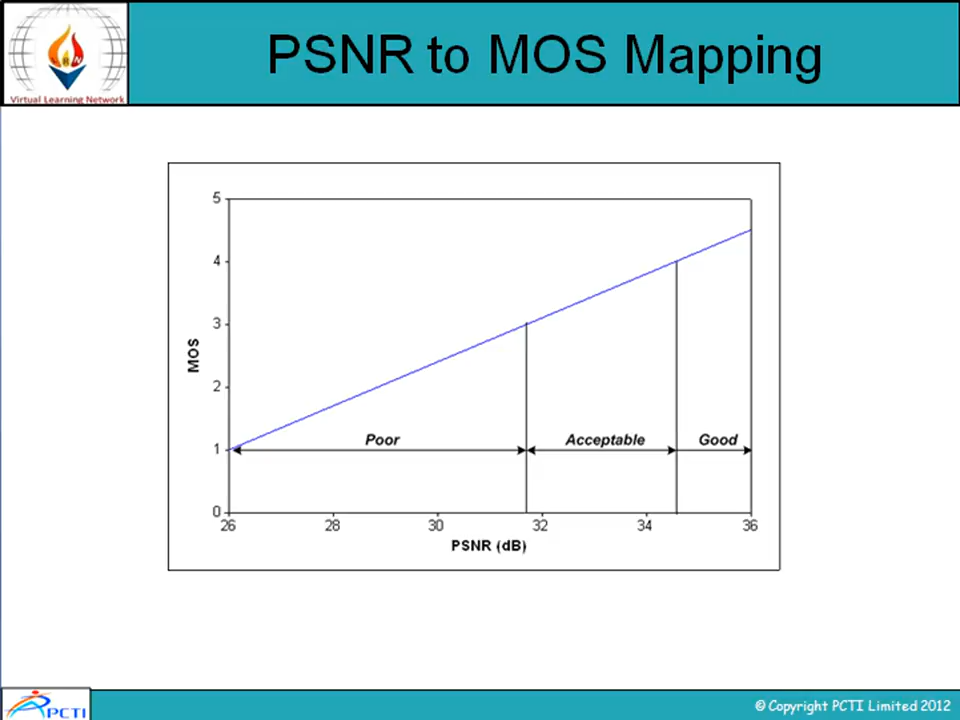 PSNR to MOS Mapping
Virtual Learning Network
5
4
3
2
1
0
MOS
Poor
Acceptable
Good
26 28 30 32 34 36
PSNR (dB)
PCTI
© Copyright PCTI Limited 2012